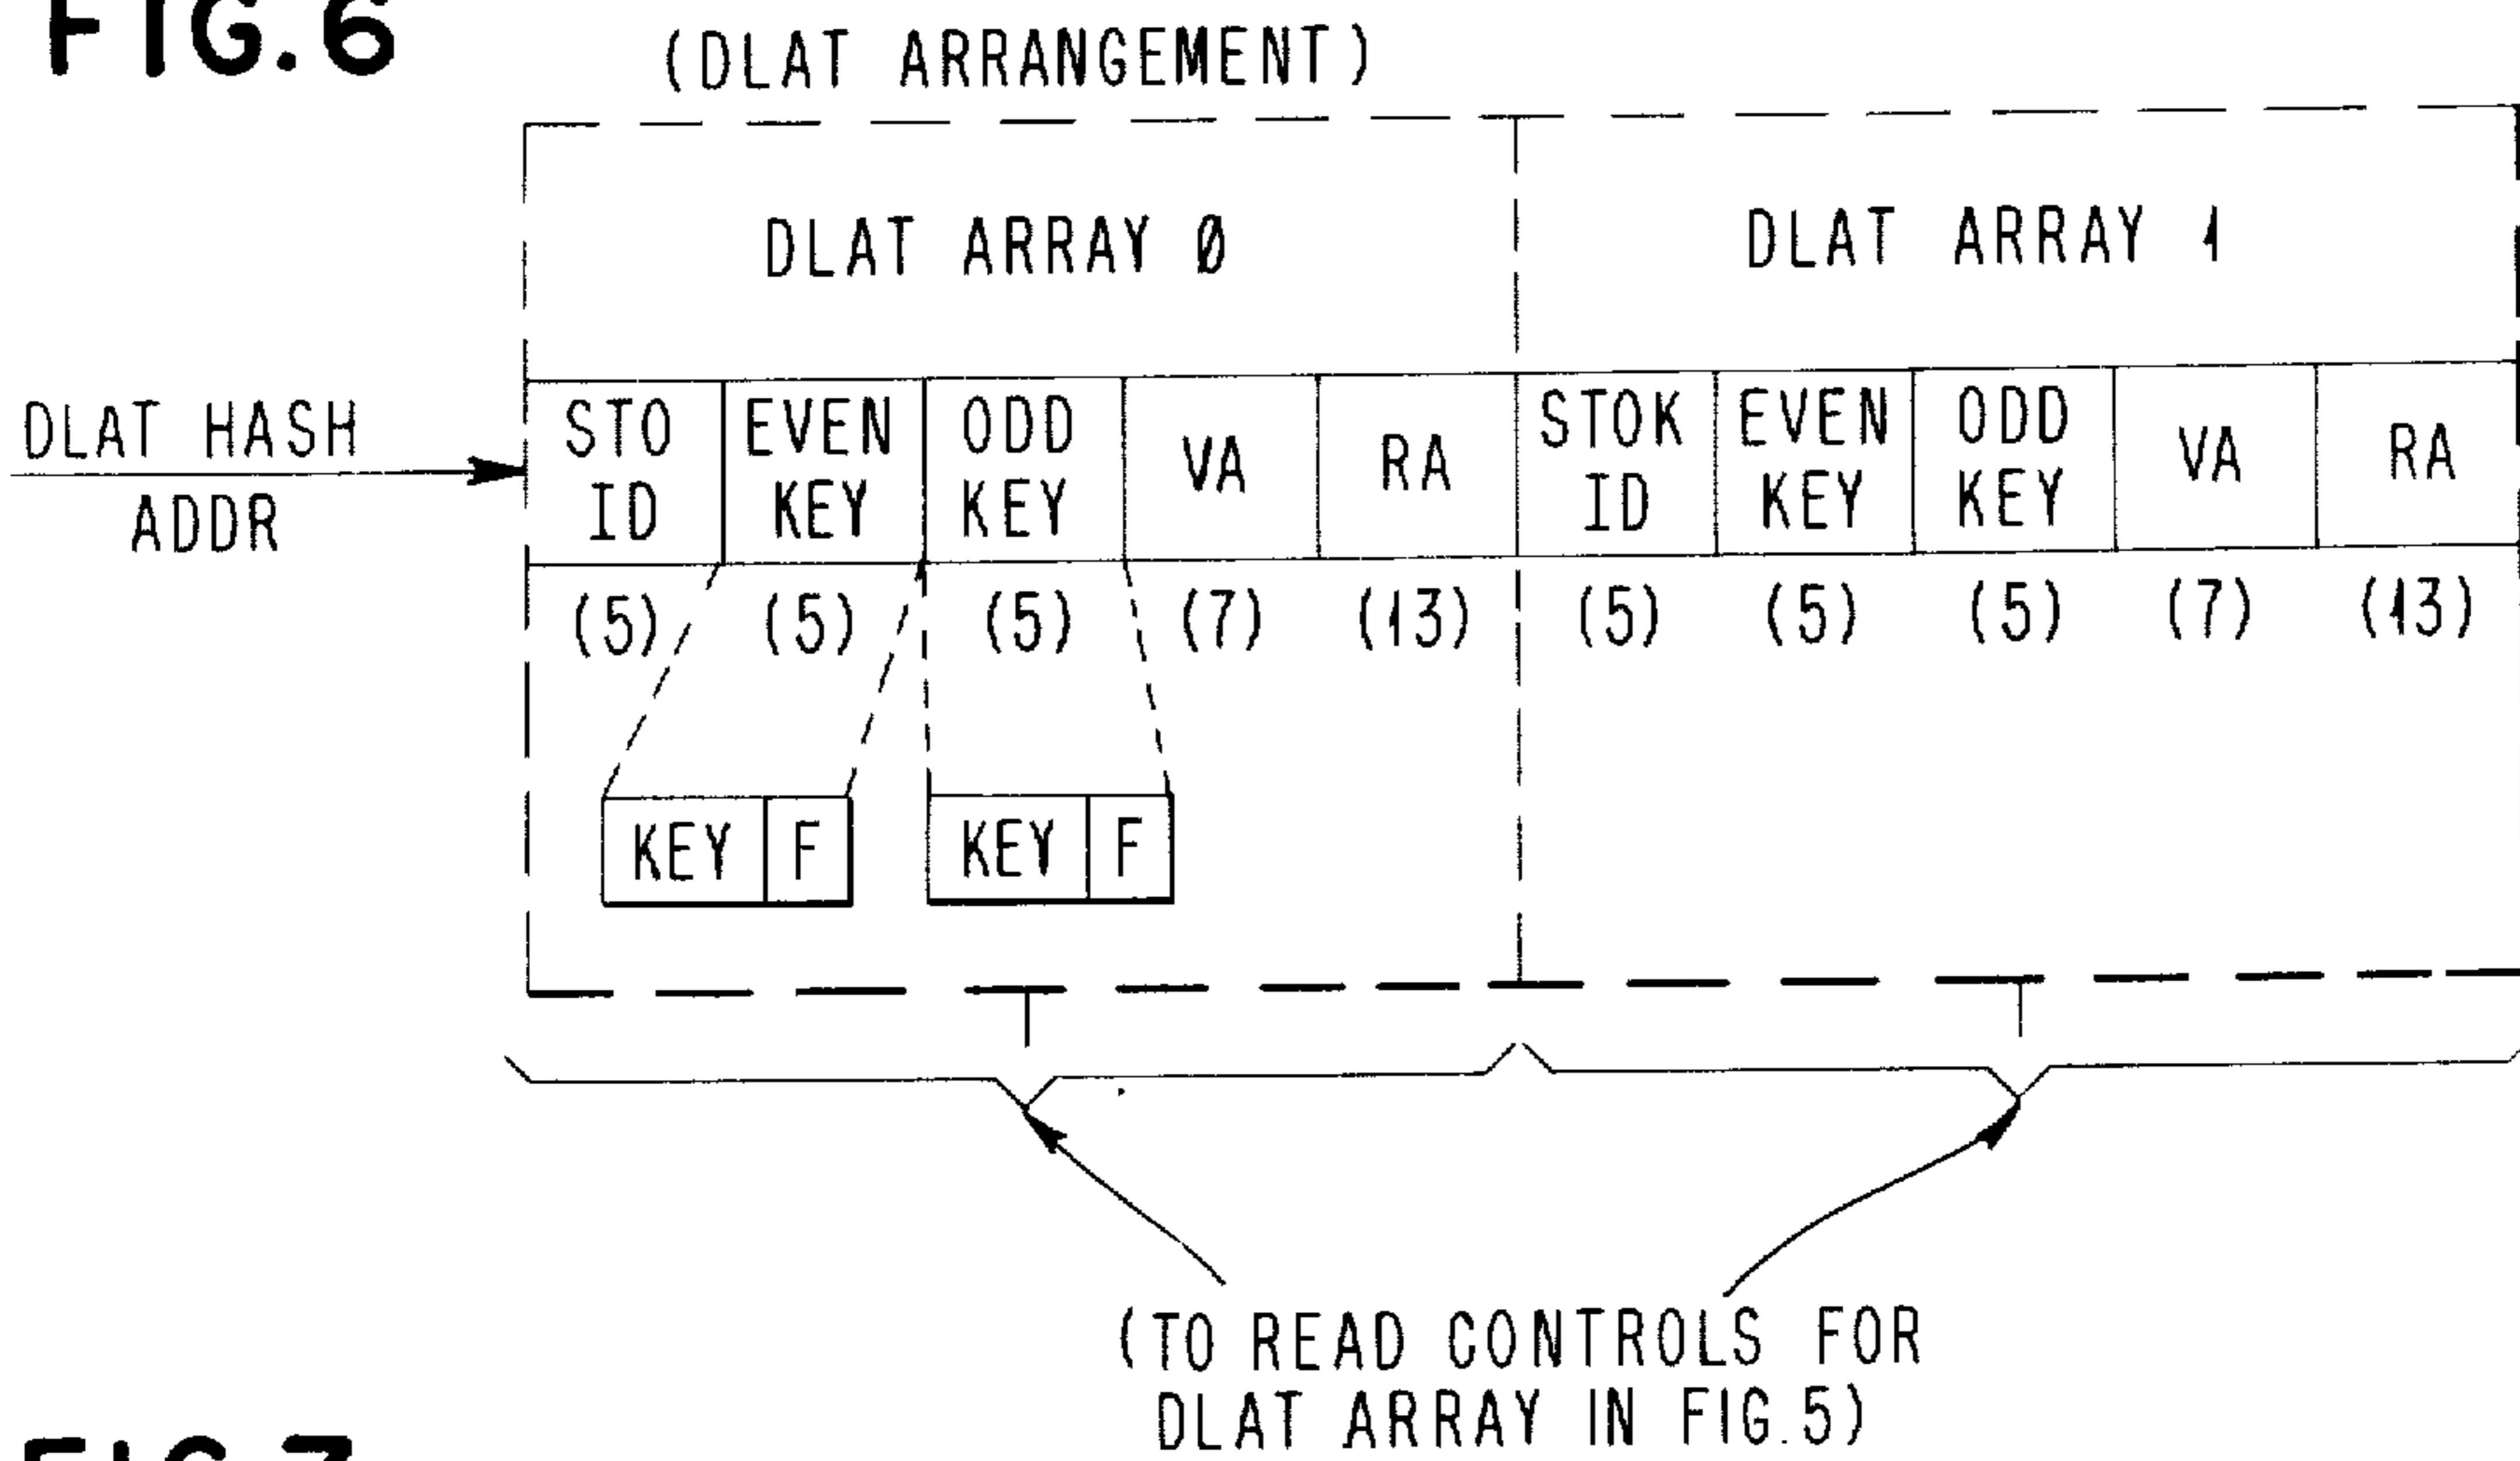 FIG.6
(DLAT ARRANGEMENT)
DLAT ARRAY 0
DLAT ARRAY 1
DLAT HASH
ADDR
STO
ID
EVEN
KEY
ODD
KEY
VA
RA
STOK
ID
EVEN
KEY
ODD
KEY
VA
RA
(5)
(5)
(5)
(7)
(13)
(5)
(5)
(5)
(7)
(13)
KEY
F
KEY
F
(TO READ CONTROLS FOR
DLAT ARRAY IN FIG.5)